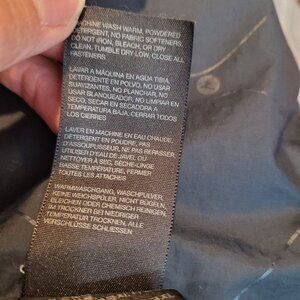 MACHINE WASH WARM, POWDERED
DETERGENT, NO FABRIC SOFTENERS,
DO NOT IRON, BLEACH, OR DRY
CLEAN, TUMBLE DRY LOW, CLOSE ALL
FASTENERS
LAVAR A MÁQUINA EN AGUA TIBIA,
DETERGENTE EN POLVO, NO USAR
SUAVIZANTES, NO PLANCHAR, NO
USAR BLANQUEADOR, NO LIMPIAR EN
SECO, SECAR EN SECADORA A
TEMPERATURA BAJA, CERRAR TODOS
LOS CIERRES
LAVER EN MACHINE EN EAU CHAUDE,
DÉTERGENT EN POUDRE, PAS
D'ASSOUPLISSEUR, NE PAS REPASSER,
UTILISER D'EAU DE JAVEL OU
NETTOYER À SEC, SÈCHE-LINGE
BASSE TEMPÉRATURE, FERMER
TOUTES LES ATTACHES
WARMWASCHGANG, WASCHPULVER,
KEINE WEICHSPÜLER, NICHT BÜGELN,
BLEICHEN ODER CHEMISCH REINIGEN,
IM TROCKNER BEI NIEDRIGER
TEMPERATUR TROCKNEN, ALLE
VERSCHLÜSSE SCHLIESSEN